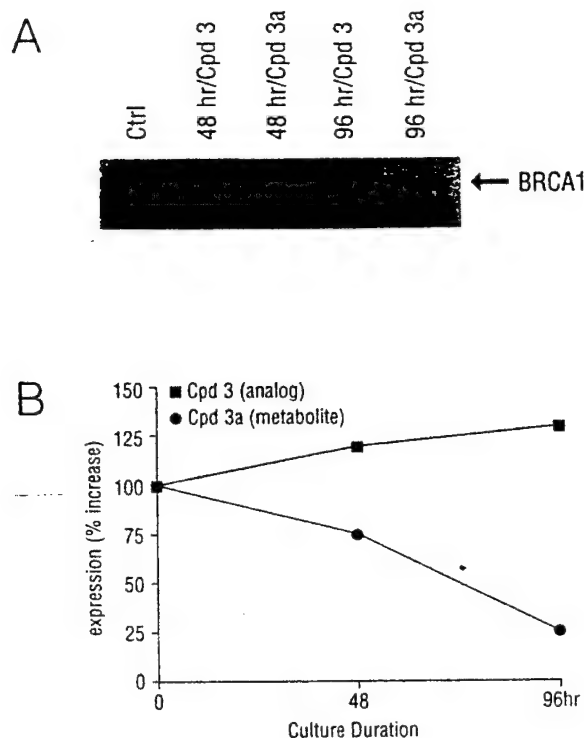 A
Ctrl
48 hr/Cpd 3
48 hr/Cpd 3a
96 hr/Cpd 3
96 hr/Cpd 3a
BRCA1
B
Cpd 3 (analog)
Cpd 3a (metabolite)
expression (% increase)
150
125
100
75
50
25
0
0
48
96hr
Culture Duration